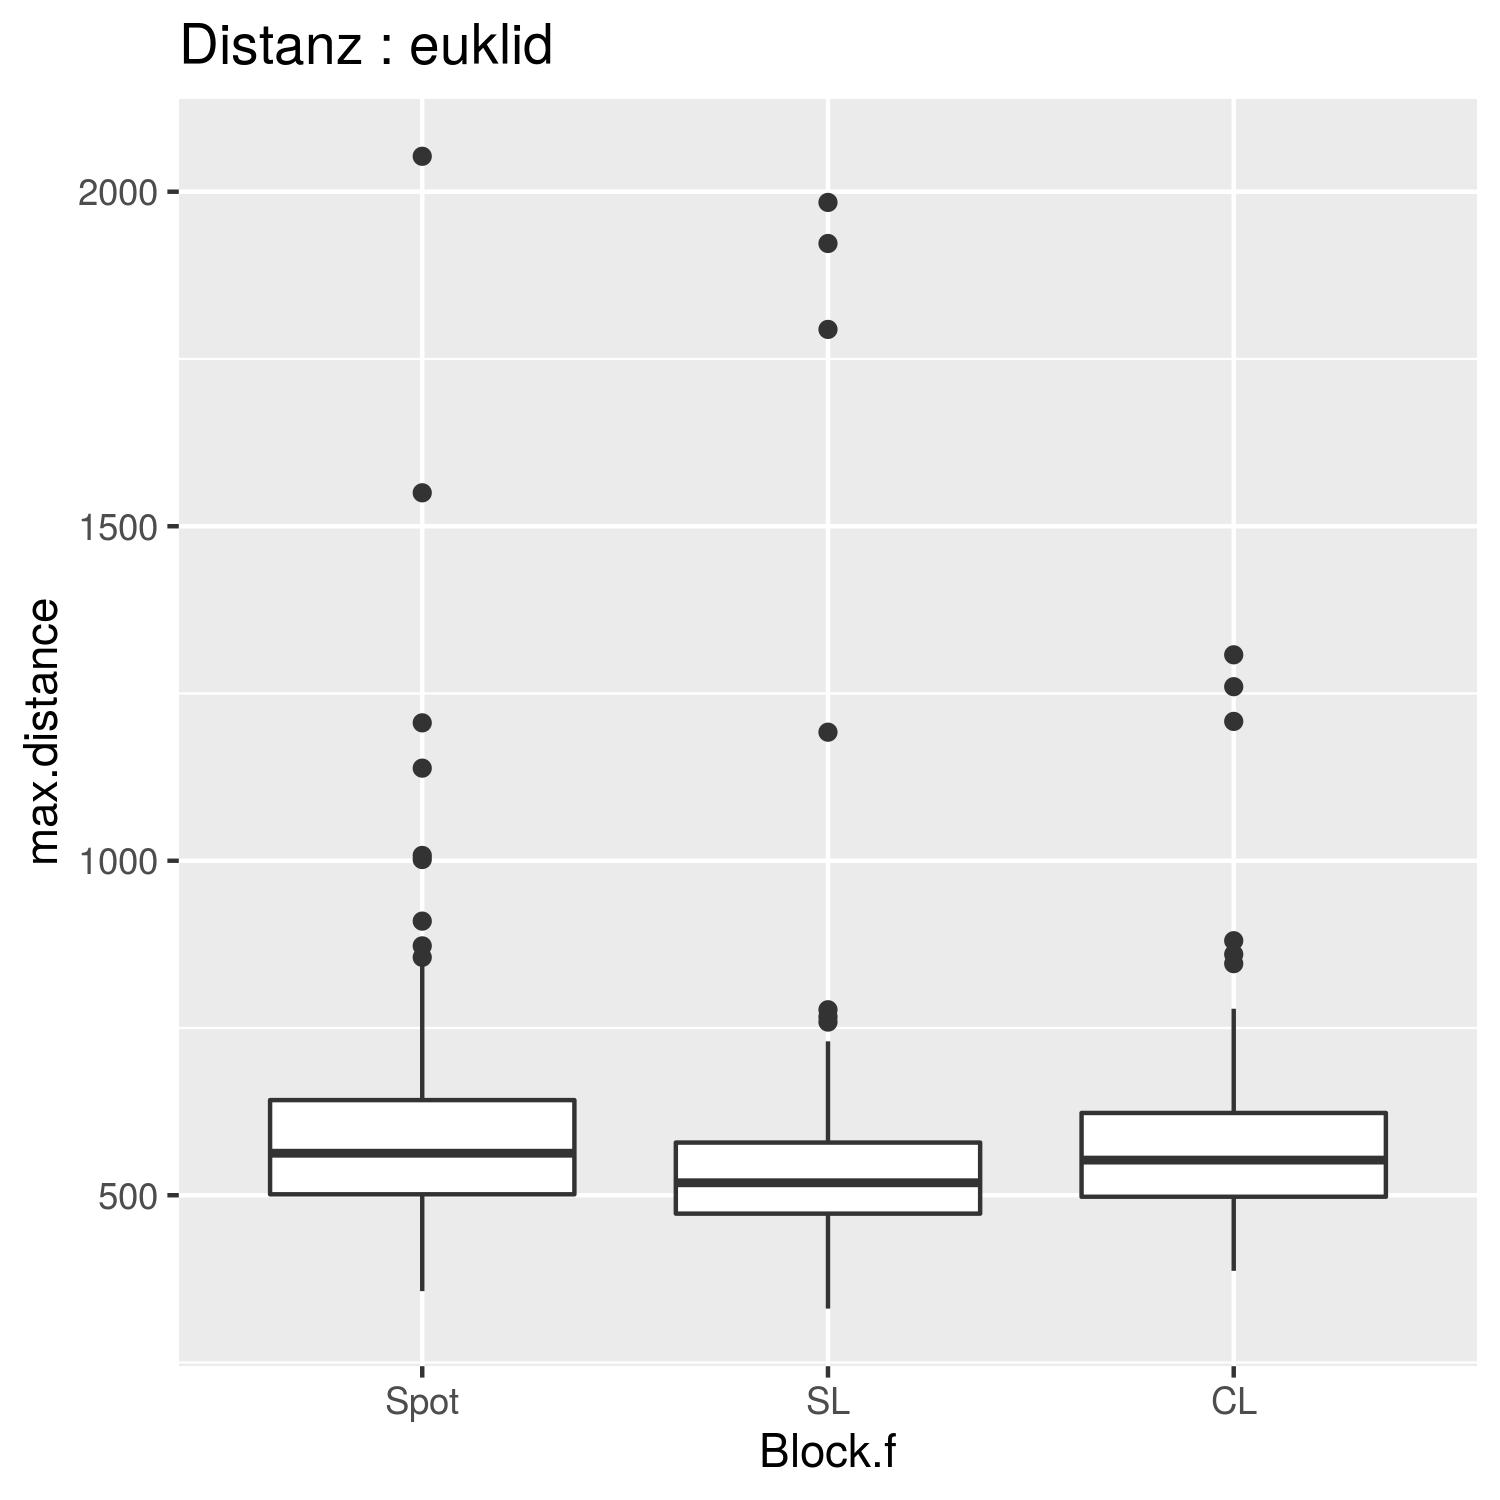 Distanz : euklid
2000
1500
1000
500
max.distance
Spot SL CL
Block.f